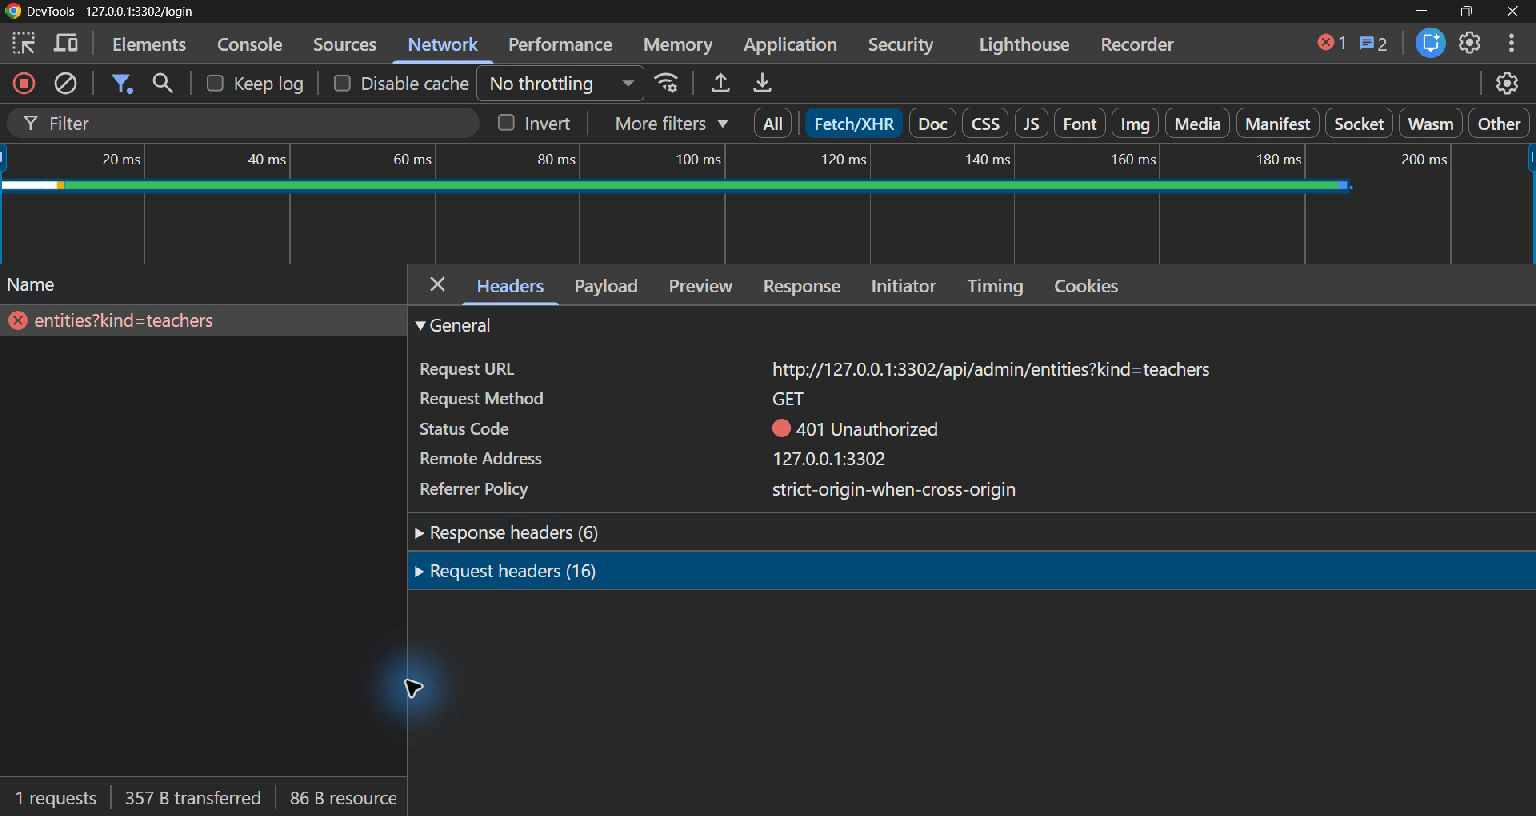 DevTools 127.0.0.1:3302/login
Elements Console Sources Network Performance Memory Application Security Lighthouse Recorder 1 2
Keep log Disable cache No throttling
Filter Invert More filters All Fetch/XHR Doc CSS JS Font Img Media Manifest Socket Wasm Other
20 ms 40 ms 60 ms 80 ms 100 ms 120 ms 140 ms 160 ms 180 ms 200 ms
Name
entities?kind=teachers
1 requests 357 B transferred 86 B resource
Headers Payload Preview Response Initiator Timing Cookies
General
Request URL http://127.0.0.1:3302/api/admin/entities?kind=teachers
Request Method GET
Status Code 401 Unauthorized
Remote Address 127.0.0.1:3302
Referrer Policy strict-origin-when-cross-origin
Response headers (6)
Request headers (16)